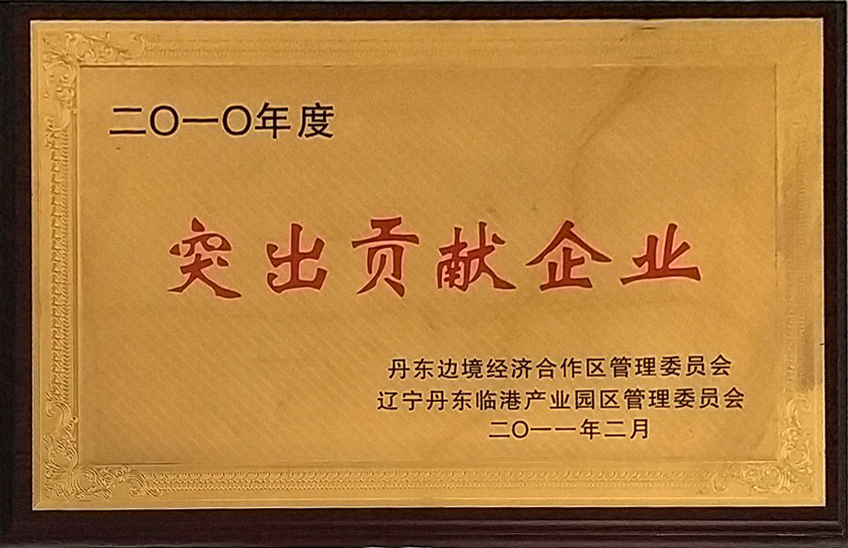 二〇一〇年度
突出贡献企业
丹东边境经济合作区管理委员会
辽宁丹东临港产业园区管理委员会
二〇一一年二月